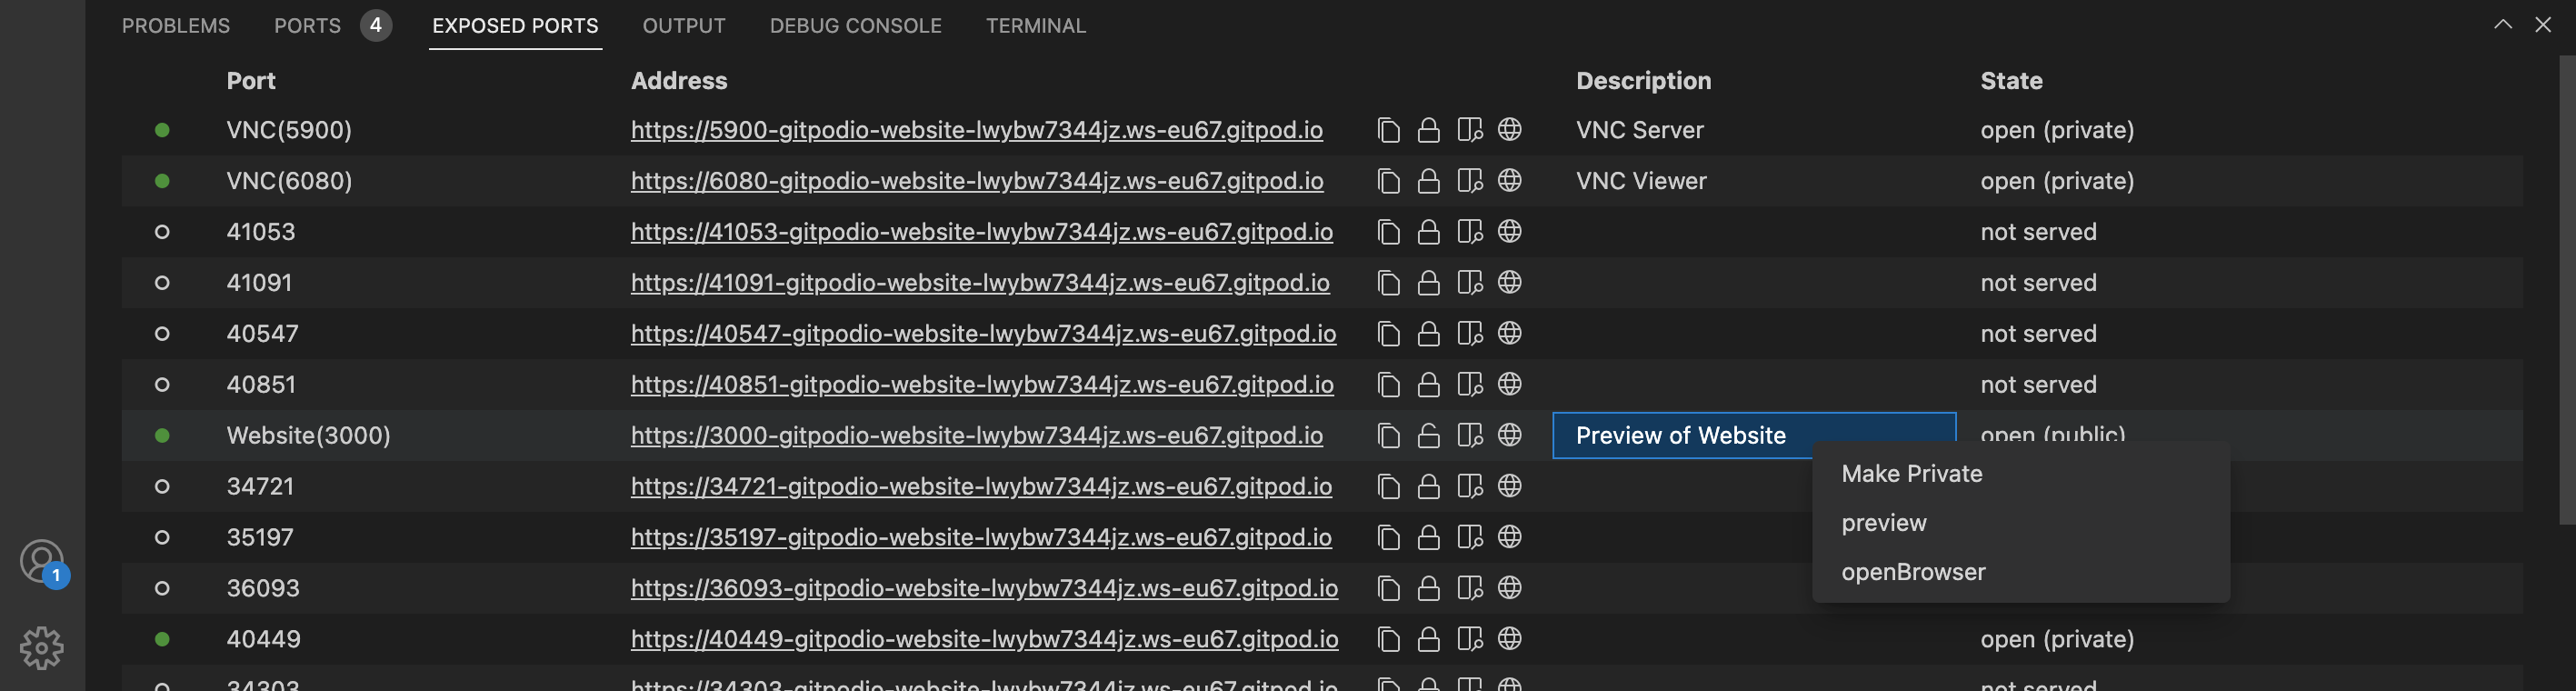 PROBLEMS PORTS 4 EXPOSED PORTS OUTPUT DEBUG CONSOLE TERMINAL
Port Address Description State
VNC(5900) https://5900-gitpodio-website-lwybw7344jz.ws-eu67.gitpod.io VNC Server open (private)
VNC(6080) https://6080-gitpodio-website-lwybw7344jz.ws-eu67.gitpod.io VNC Viewer open (private)
41053 https://41053-gitpodio-website-lwybw7344jz.ws-eu67.gitpod.io not served
41091 https://41091-gitpodio-website-lwybw7344jz.ws-eu67.gitpod.io not served
40547 https://40547-gitpodio-website-lwybw7344jz.ws-eu67.gitpod.io not served
40851 https://40851-gitpodio-website-lwybw7344jz.ws-eu67.gitpod.io not served
Website(3000) https://3000-gitpodio-website-lwybw7344jz.ws-eu67.gitpod.io Preview of Website open (public)
Make Private
34721 https://34721-gitpodio-website-lwybw7344jz.ws-eu67.gitpod.io
preview
35197 https://35197-gitpodio-website-lwybw7344jz.ws-eu67.gitpod.io
openBrowser
1
36093 https://36093-gitpodio-website-lwybw7344jz.ws-eu67.gitpod.io
40449 https://40449-gitpodio-website-lwybw7344jz.ws-eu67.gitpod.io open (private)
34303 https://34303-gitpodio-website-lwybw7344jz.ws-eu67.gitpod.io not served